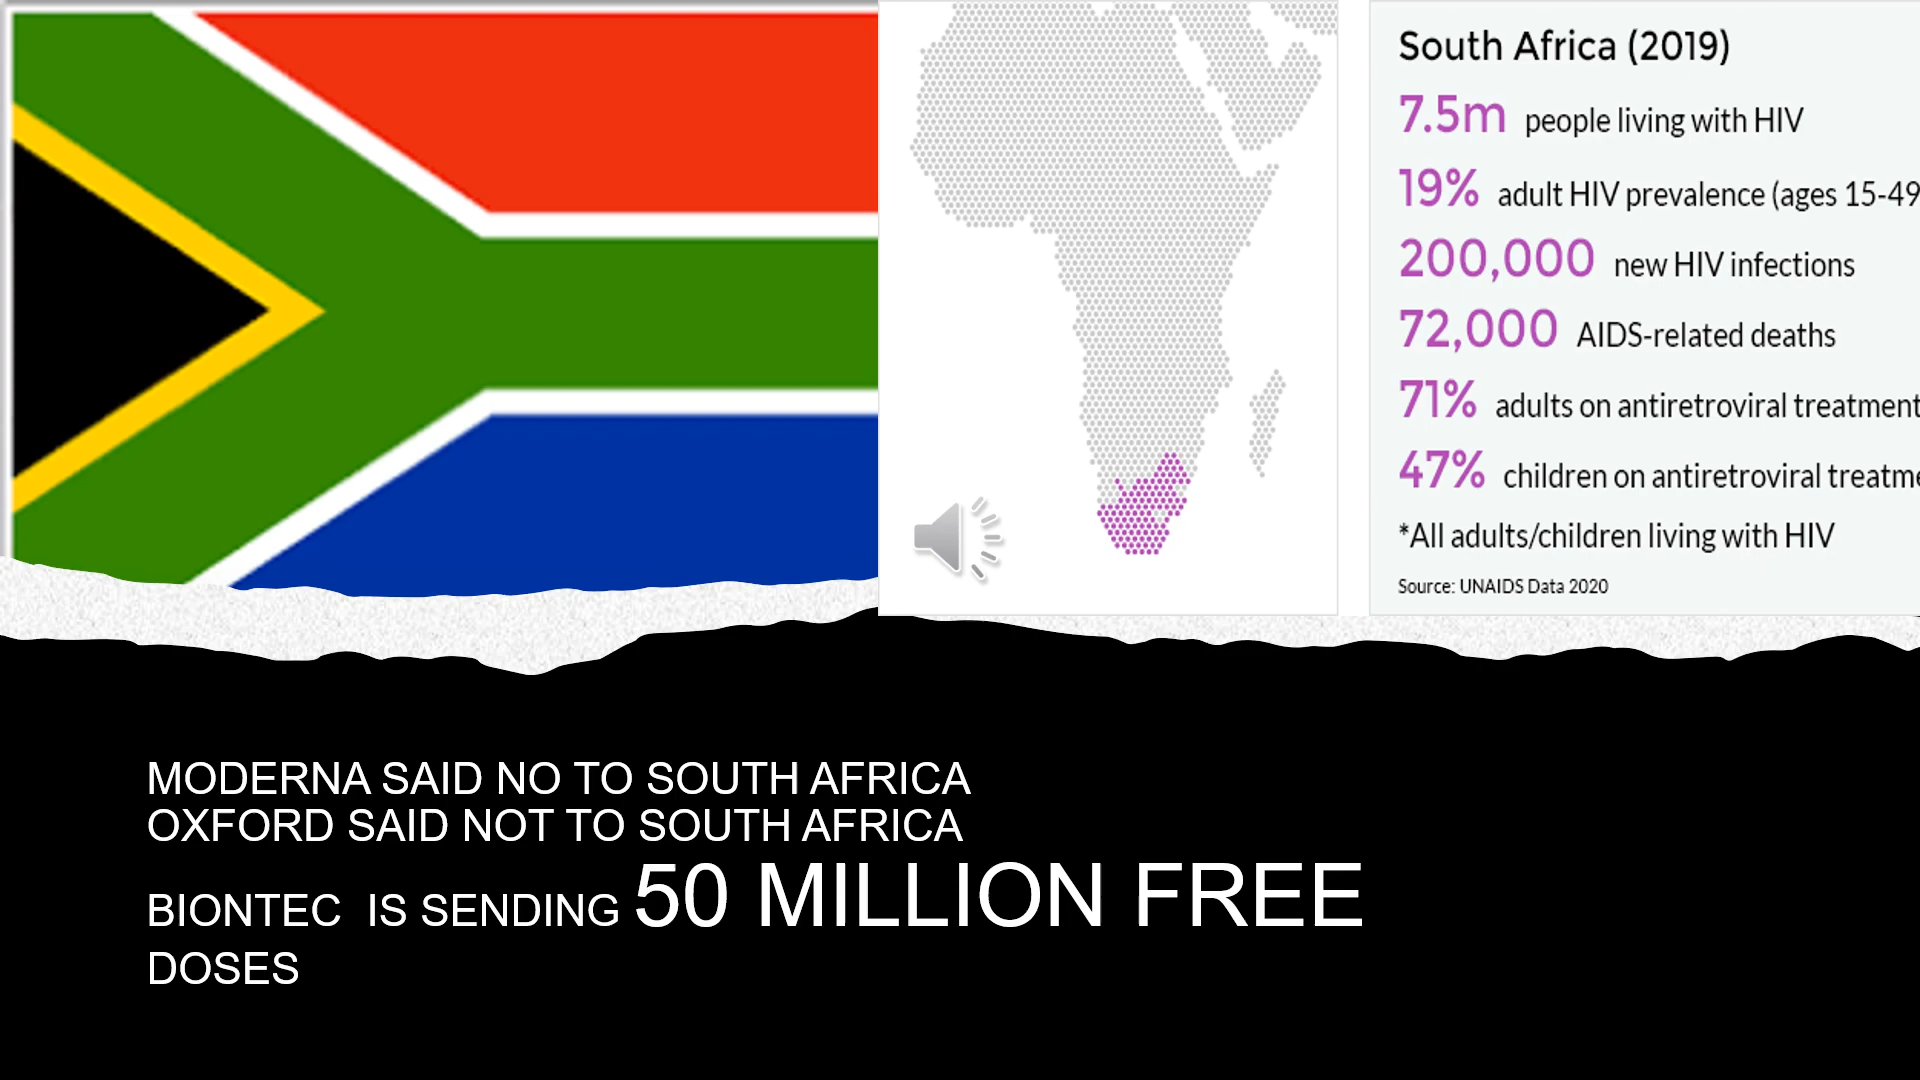 South Africa (2019)
7.5m people living with HIV
19% adult HIV prevalence (ages 15-49
200,000 new HIV infections
72,000 AIDS-related deaths
71% adults on antiretroviral treatment
47% children on antiretroviral treatme
*All adults/children living with HIV
Source: UNAIDS Data 2020
MODERNA SAID NO TO SOUTH AFRICA
OXFORD SAID NOT TO SOUTH AFRICA
BIONTEC IS SENDING 50 MILLION FREE
DOSES